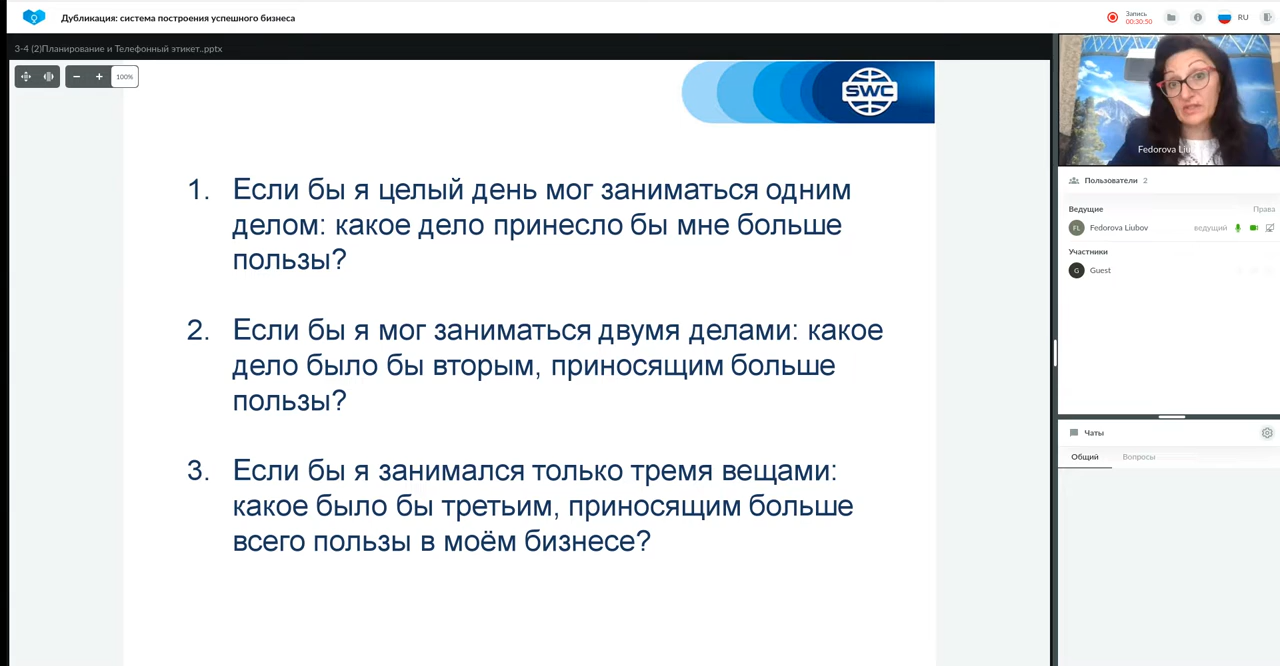 Дубликация: система построения успешного бизнеса
Запись
00:30:50
RU
3-4 (2)Планирование и Телефонный этикет..pptx
100%
SWC
1. Если бы я целый день мог заниматься одним
делом: какое дело принесло бы мне больше
пользы?
2. Если бы я мог заниматься двумя делами: какое
дело было бы вторым, приносящим больше
пользы?
3. Если бы я занимался только тремя вещами:
какое было бы третьим, приносящим больше
всего пользы в моём бизнесе?
Fedorova Liubov
Пользователи 2
Ведущие Права
FL Fedorova Liubov ведущий
Участники
G Guest
Чаты
Общий Вопросы